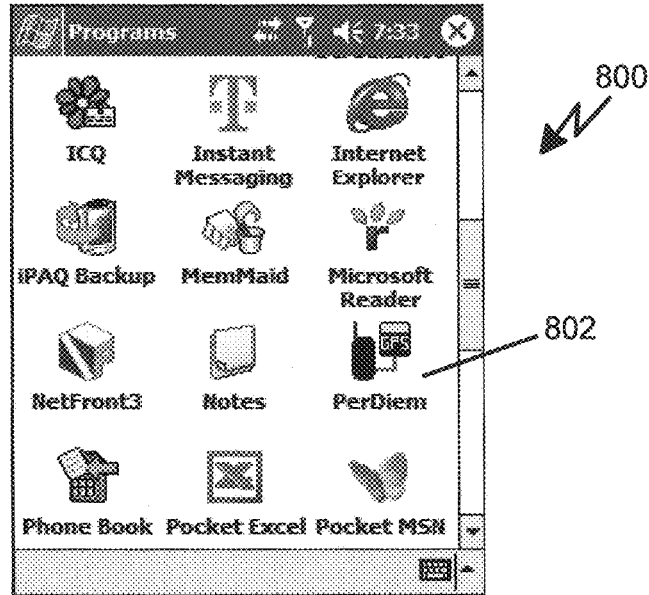 Programs 7:33
800
ICQ Instant Messaging Internet Explorer
iPAQ Backup MemMaid Microsoft Reader
GPS
802
NetFront3 Notes PerDiem
Phone Book Pocket Excel Pocket MSN